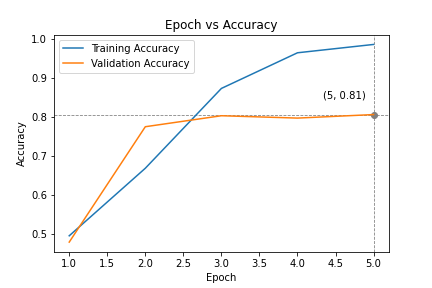 Epoch vs Accuracy
1.0
0.9
0.8
0.7
0.6
0.5
Accuracy
Training Accuracy
Validation Accuracy
(5, 0.81)
1.0 1.5 2.0 2.5 3.0 3.5 4.0 4.5 5.0
Epoch